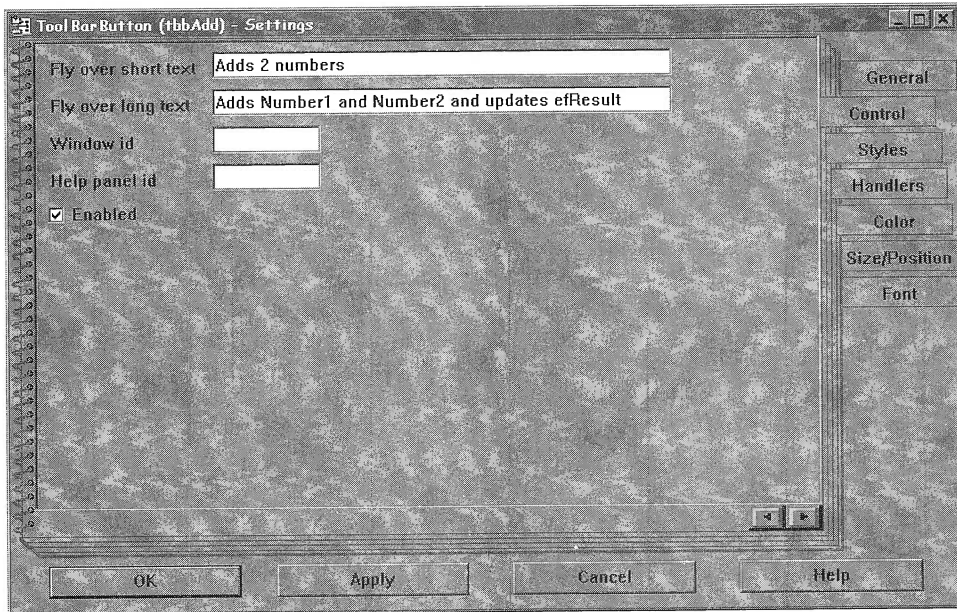 Tool Bar Button (tbbAdd) - Settings
Fly over short text Adds 2 numbers
Fly over long text Adds Number1 and Number2 and updates efResult
Window id
Help panel id
Enabled
General
Control
Styles
Handlers
Color
Size/Position
Font
OK Apply Cancel Help